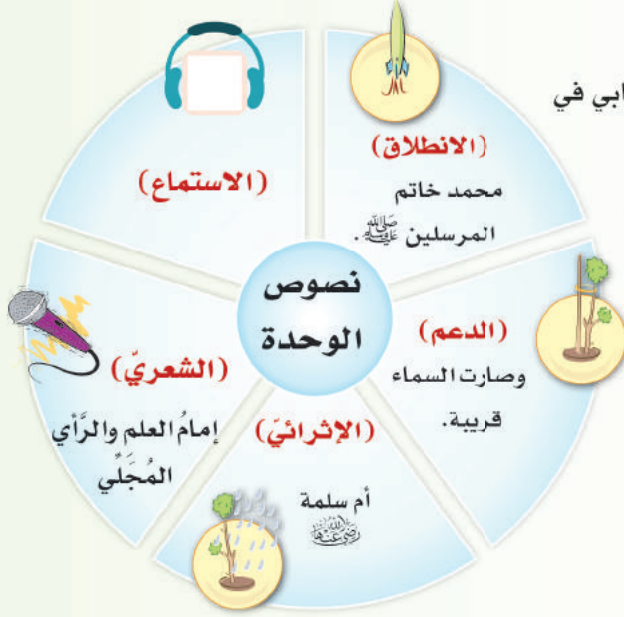 ابي في
(الانطلاق)
محمد خاتم
المرسلين ﷺ.
(الاستماع)
نصوص
الوحدة
(الدعم)
وصارت السماء
قريبة.
(الإثرائيّ)
أم سلمة
رضي الله عنها
(الشعريّ)
إمامُ العلم والرَّأي
المُجَلِّي